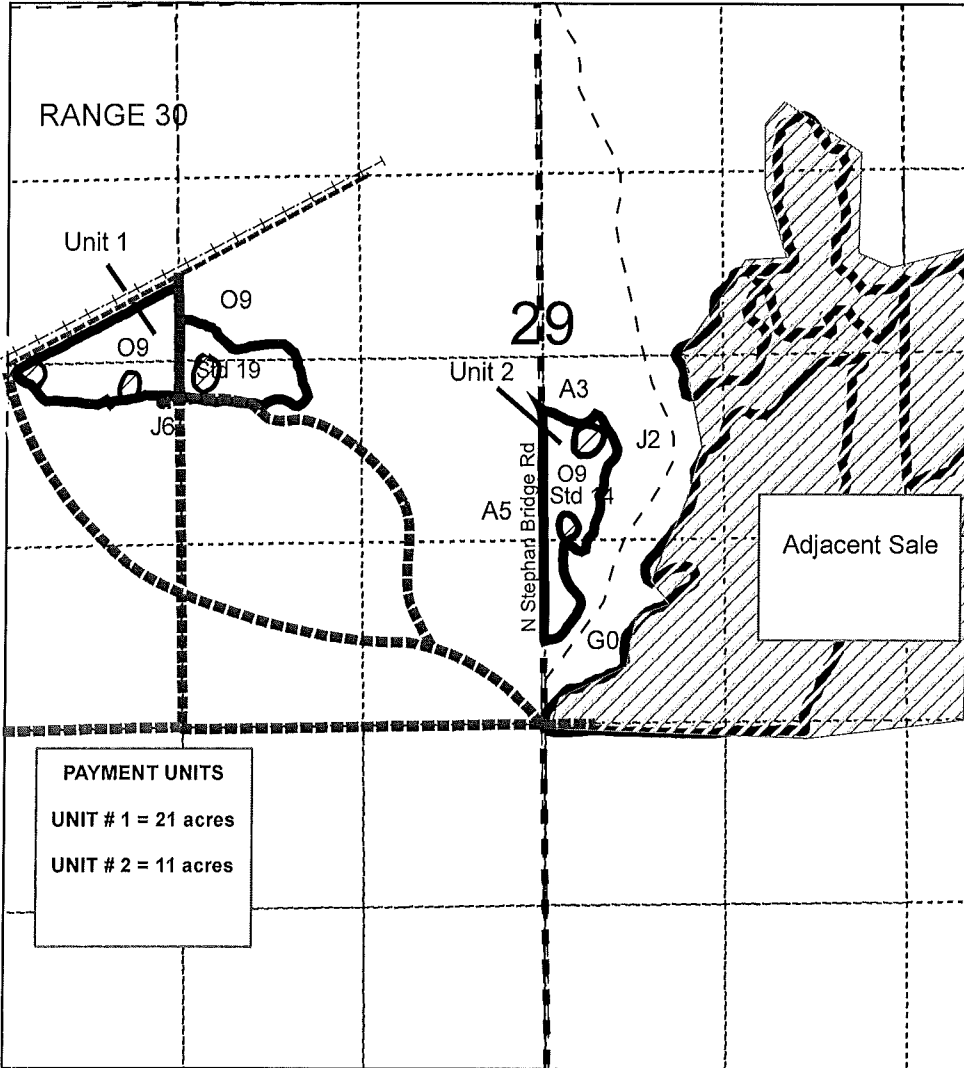 RANGE 30
Unit 1
O9
29
O9
Std 19
Unit 2
A3
J6
J2
O9
Std 14
A5
N Stephan Bridge Rd
Adjacent Sale
G0
PAYMENT UNITS
UNIT # 1 = 21 acres
UNIT # 2 = 11 acres